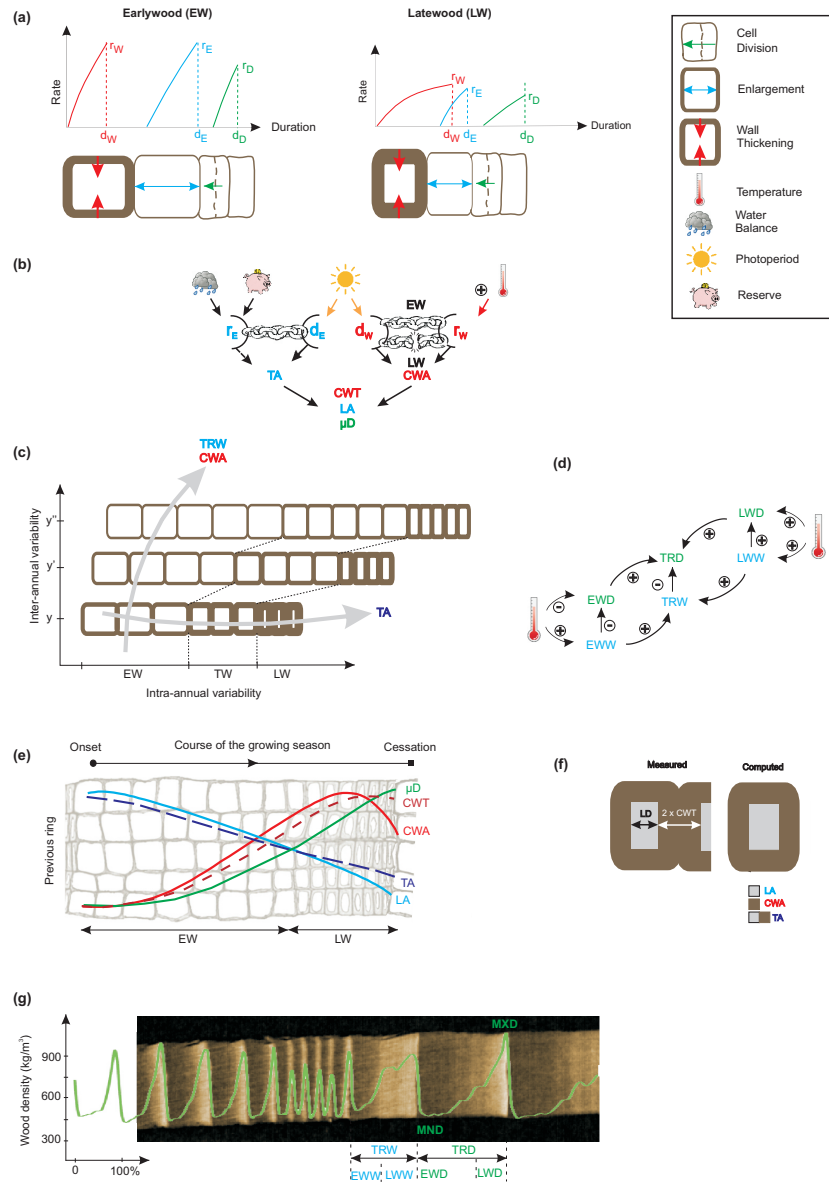 (a)
Earlywood (EW)
Latewood (LW)
Rate
rW
rE
rD
dW
dE
dD
Duration
Rate
rW
rE
rD
dW
dE
dD
Duration
Cell
Division
Enlargement
Wall
Thickening
Temperature
Water
Balance
Photoperiod
Reserve
(b)
+
EW
rE
dE
dW
rW
LW
TA
CWA
CWT
LA
µD
(c)
TRW
CWA
Inter-annual variability
y''
y'
y
TA
EW
TW
LW
Intra-annual variability
(d)
LWD
+
+
+
+
TRD
LWW
+
-
+
-
EWD
TRW
+
-
+
EWW
(e)
Onset
Course of the growing season
Cessation
Previous ring
µD
CWT
CWA
TA
LA
EW
LW
(f)
Measured
Computed
LD
2 x CWT
LA
CWA
TA
(g)
Wood density (kg/m³)
900
600
300
0
100%
MXD
MND
TRW
TRD
EWW
LWW
EWD
LWD